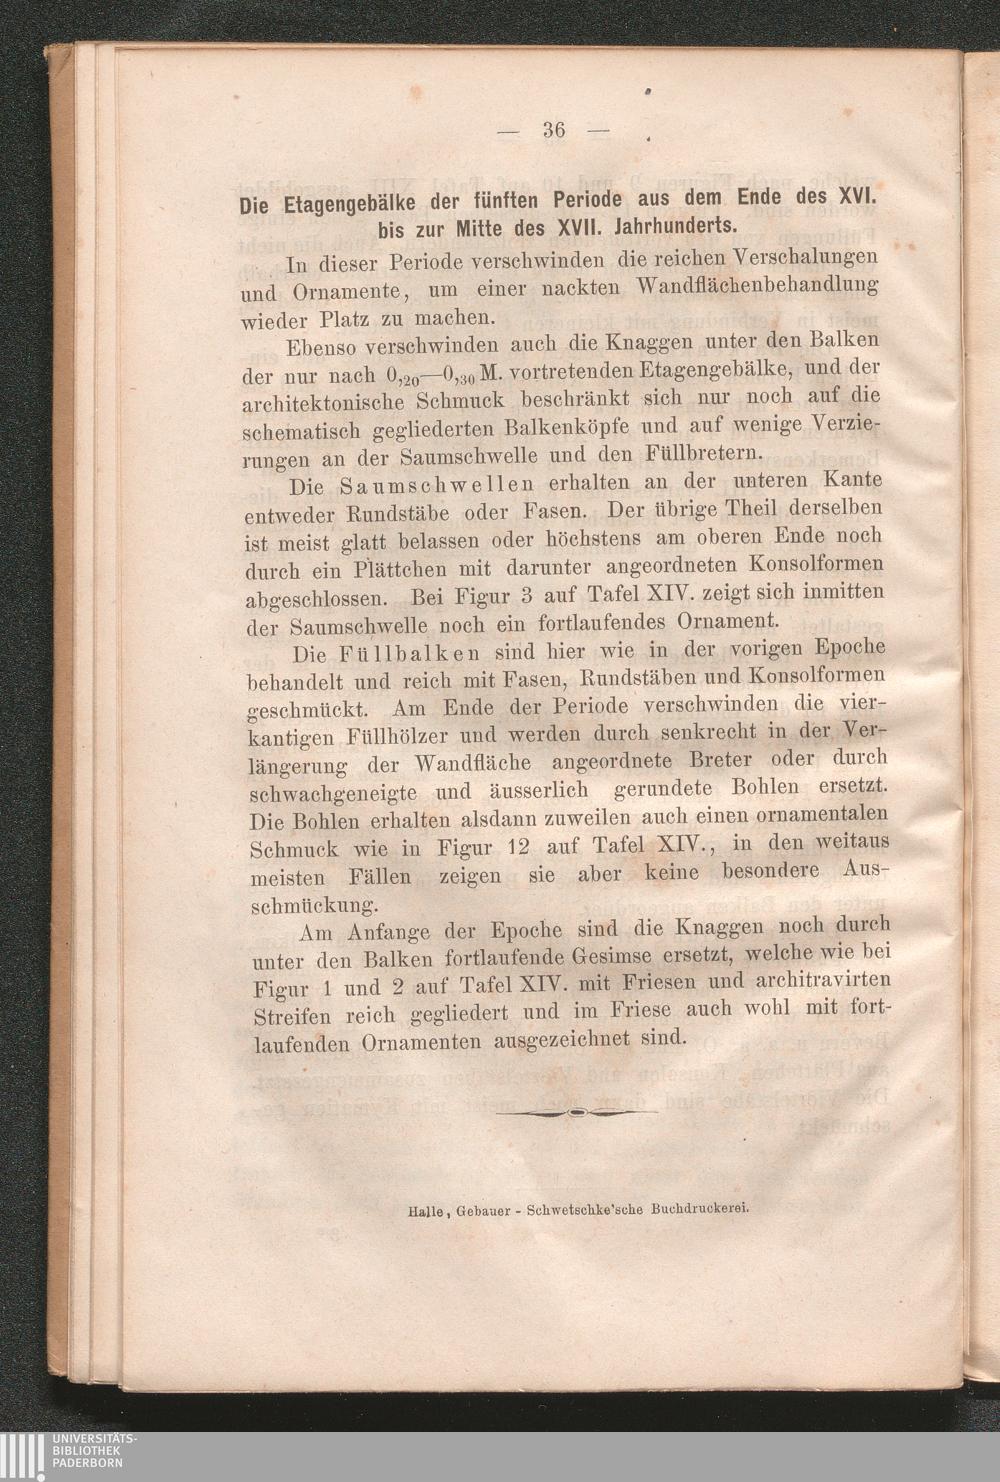 — 36 —
Die Etagengebälke der fünften Periode aus dem Ende des XVI.
bis zur Mitte des XVII. Jahrhunderts.
In dieser Periode verschwinden die reichen Verschalungen
und Ornamente, um einer nackten Wandflächenbehandlung
wieder Platz zu machen.
Ebenso verschwinden auch die Knaggen unter den Balken
der nur nach 0,20—0,30 M. vortretenden Etagengebälke, und der
architektonische Schmuck beschränkt sich nur noch auf die
schematisch gegliederten Balkenköpfe und auf wenige Verzie-
rungen an der Saumschwelle und den Füllbretern.
Die Saumschwellen erhalten an der unteren Kante
entweder Rundstäbe oder Fasen. Der übrige Theil derselben
ist meist glatt belassen oder höchstens am oberen Ende noch
durch ein Plättchen mit darunter angeordneten Konsolformen
abgeschlossen. Bei Figur 3 auf Tafel XIV. zeigt sich inmitten
der Saumschwelle noch ein fortlaufendes Ornament.
Die Füllbalken sind hier wie in der vorigen Epoche
behandelt und reich mit Fasen, Rundstäben und Konsolformen
geschmückt. Am Ende der Periode verschwinden die vier-
kantigen Füllhölzer und werden durch senkrecht in der Ver-
längerung der Wandfläche angeordnete Breter oder durch
schwachgeneigte und äusserlich gerundete Bohlen ersetzt.
Die Bohlen erhalten alsdann zuweilen auch einen ornamentalen
Schmuck wie in Figur 12 auf Tafel XIV., in den weitaus
meisten Fällen zeigen sie aber keine besondere Aus-
schmückung.
Am Anfange der Epoche sind die Knaggen noch durch
unter den Balken fortlaufende Gesimse ersetzt, welche wie bei
Figur 1 und 2 auf Tafel XIV. mit Friesen und architravirten
Streifen reich gegliedert und im Friese auch wohl mit fort-
laufenden Ornamenten ausgezeichnet sind.
Halle, Gebauer-Schwetschke'sche Buchdruckerei.
UNIVERSITÄTS-
BIBLIOTHEK
PADERBORN